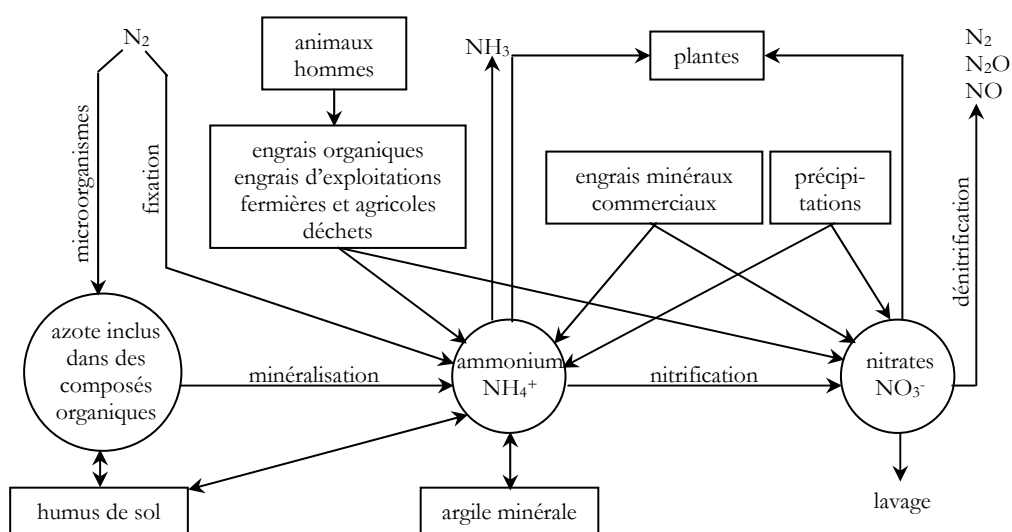 N₂
animaux
hommes
NH₃
plantes
N₂
N₂O
NO
microorganismes
fixation
engrais organiques
engrais d'exploitations
fermières et agricoles
déchets
engrais minéraux
commerciaux
précipi-
tations
dénitrification
azote inclus
dans des
composés
organiques
minéralisation
ammonium
NH₄⁺
nitrification
nitrates
NO₃⁻
humus de sol
argile minérale
lavage